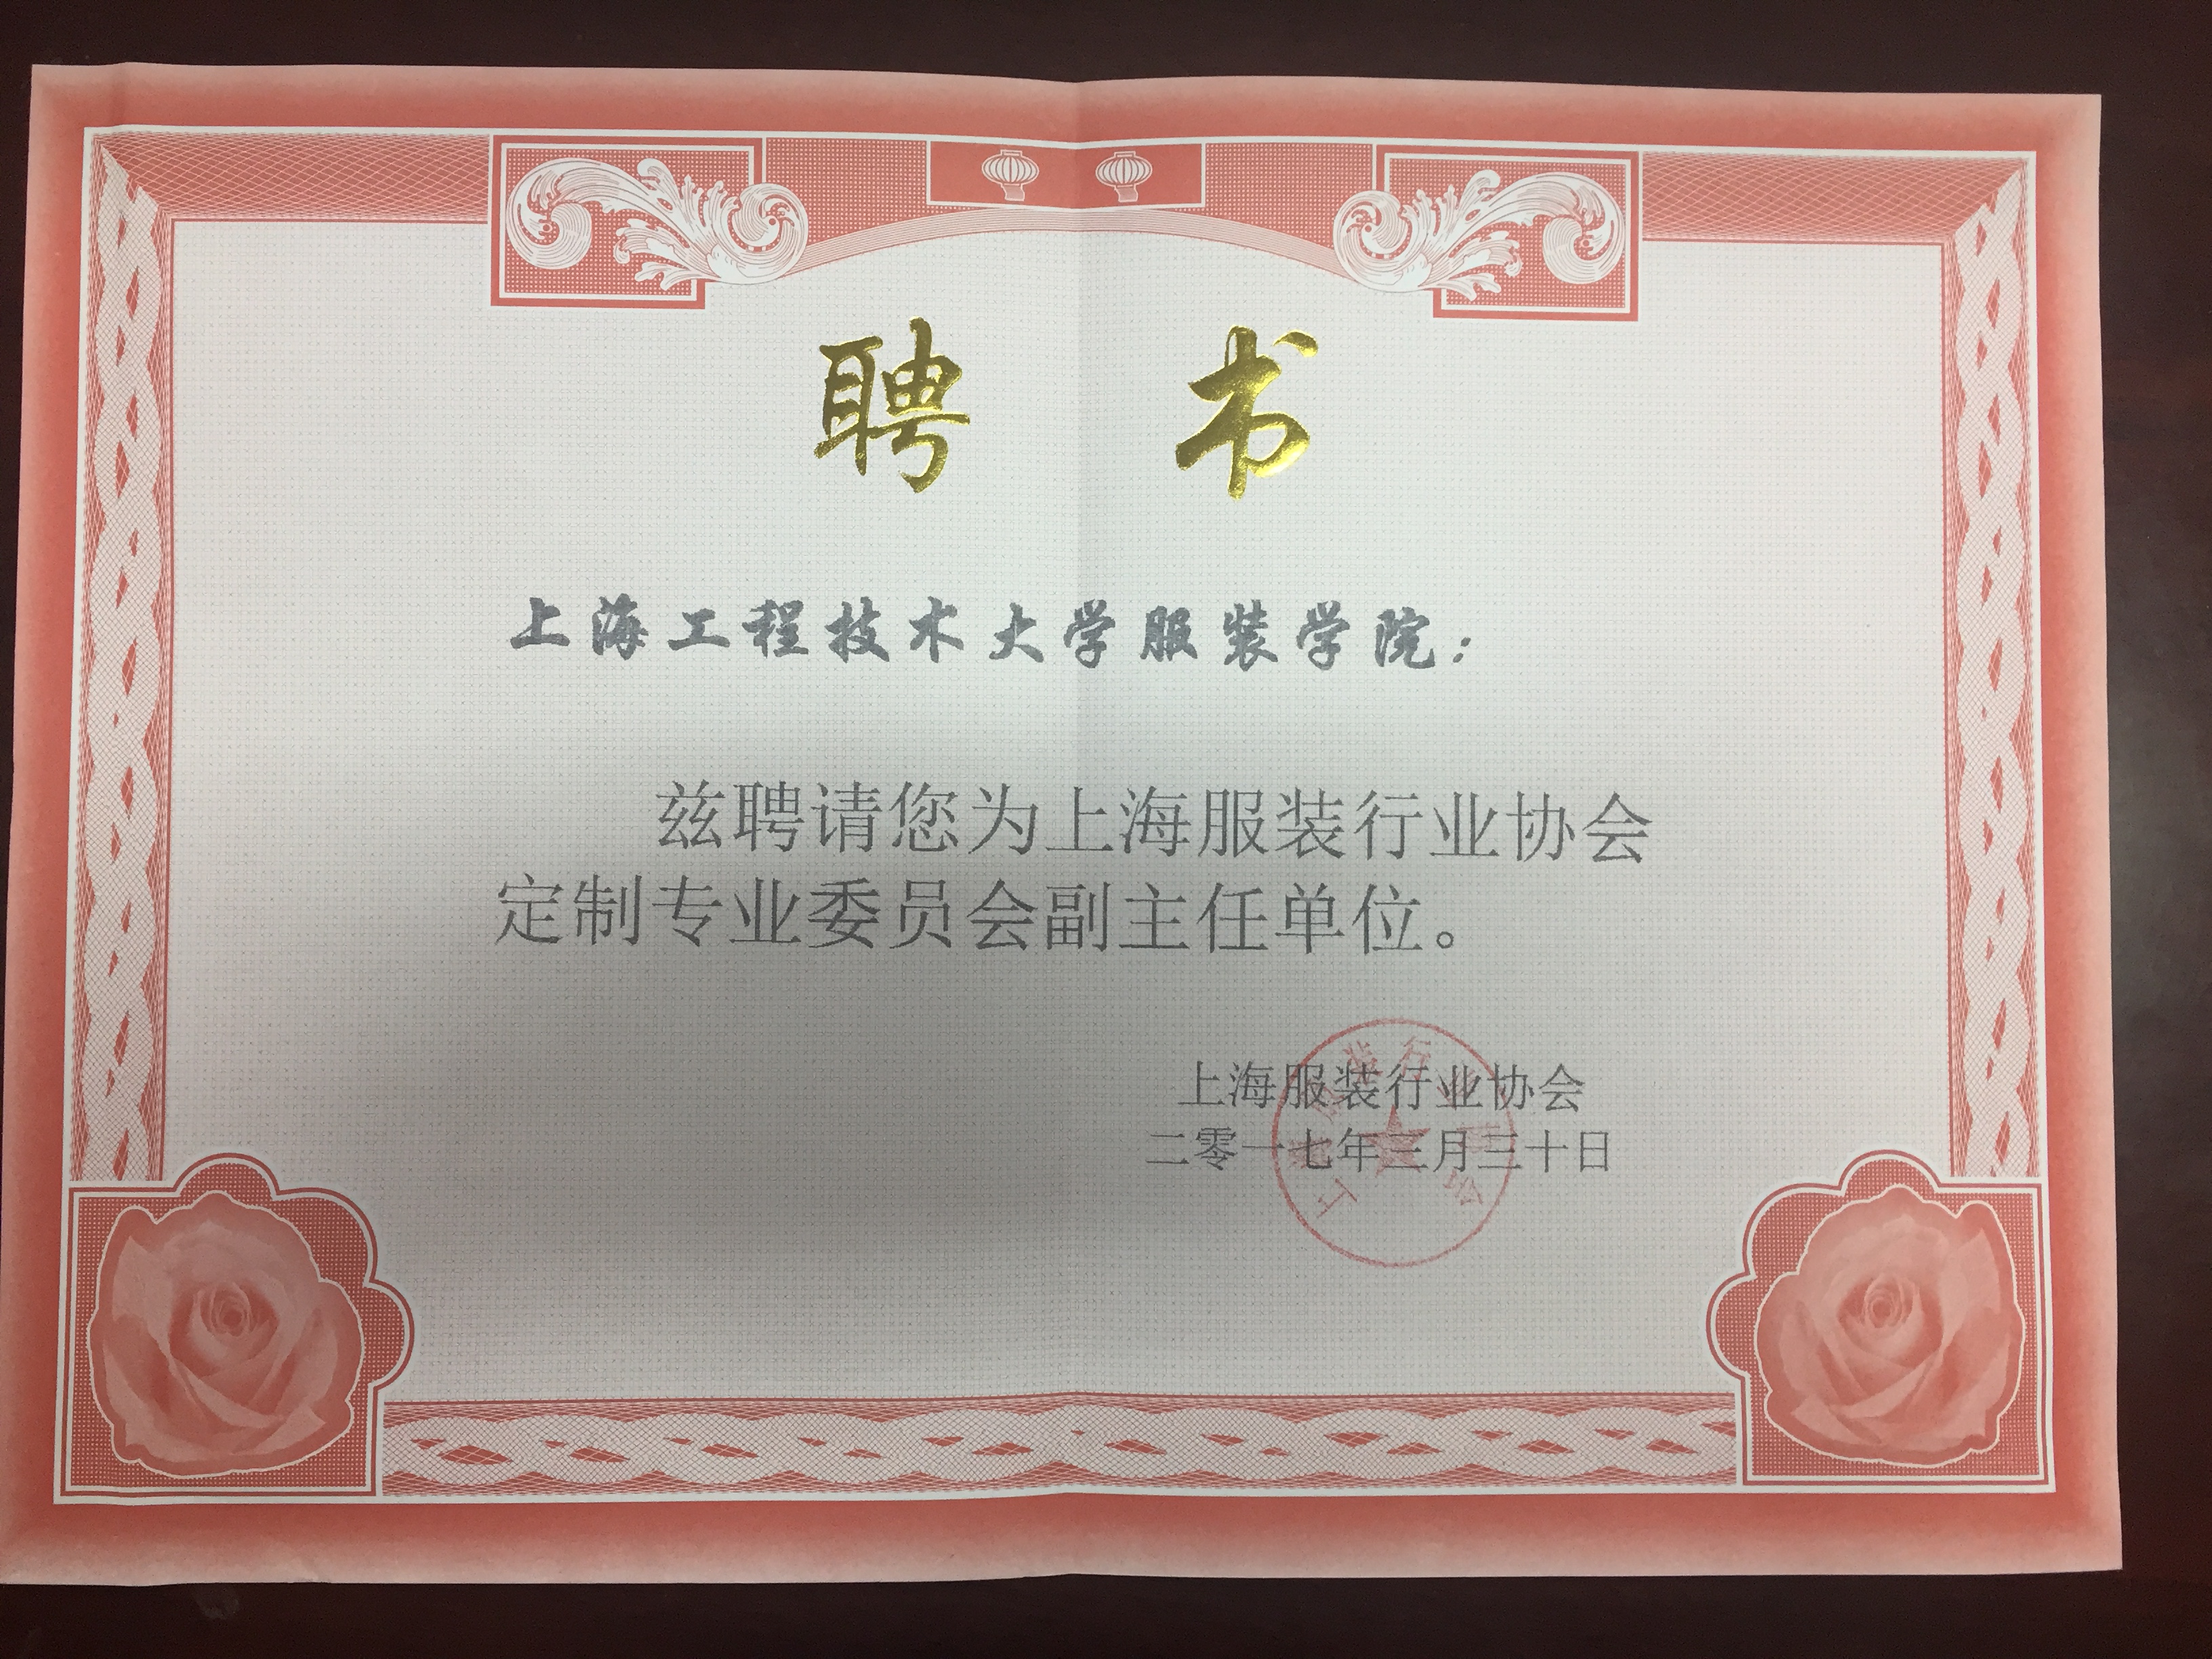 聘书
上海工程技术大学服装学院：
兹聘请您为上海服装行业协会
定制专业委员会副主任单位。
上海服装行业协会
二零一七年三月三十日